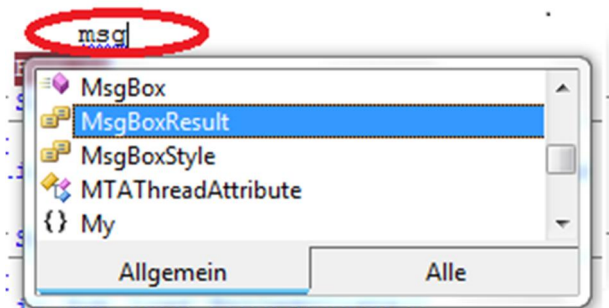 msg
MsgBox
MsgBoxResult
MsgBoxStyle
MTAThreadAttribute
{} My
Allgemein Alle